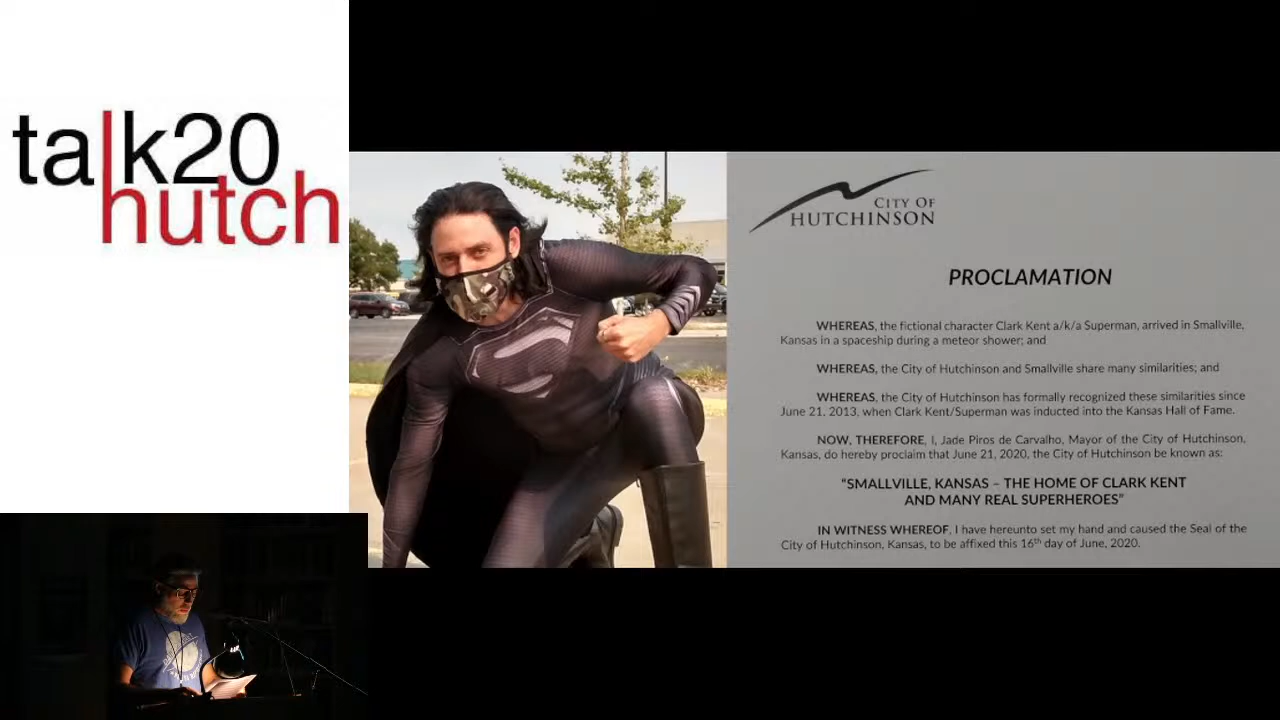 talk20
hutch
CITY OF
HUTCHINSON
PROCLAMATION
WHEREAS, the fictional character Clark Kent a/k/a Superman, arrived in Smallville,
Kansas in a spaceship during a meteor shower; and
WHEREAS, the City of Hutchinson and Smallville share many similarities; and
WHEREAS, the City of Hutchinson has formally recognized these similarities since
June 21, 2013, when Clark Kent/Superman was inducted into the Kansas Hall of Fame.
NOW, THEREFORE, I, Jade Piros de Carvalho, Mayor of the City of Hutchinson,
Kansas, do hereby proclaim that June 21, 2020, the City of Hutchinson be known as:
"SMALLVILLE, KANSAS – THE HOME OF CLARK KENT
AND MANY REAL SUPERHEROES"
IN WITNESS WHEREOF, I have hereunto set my hand and caused the Seal of the
City of Hutchinson, Kansas, to be affixed this 16th day of June, 2020.